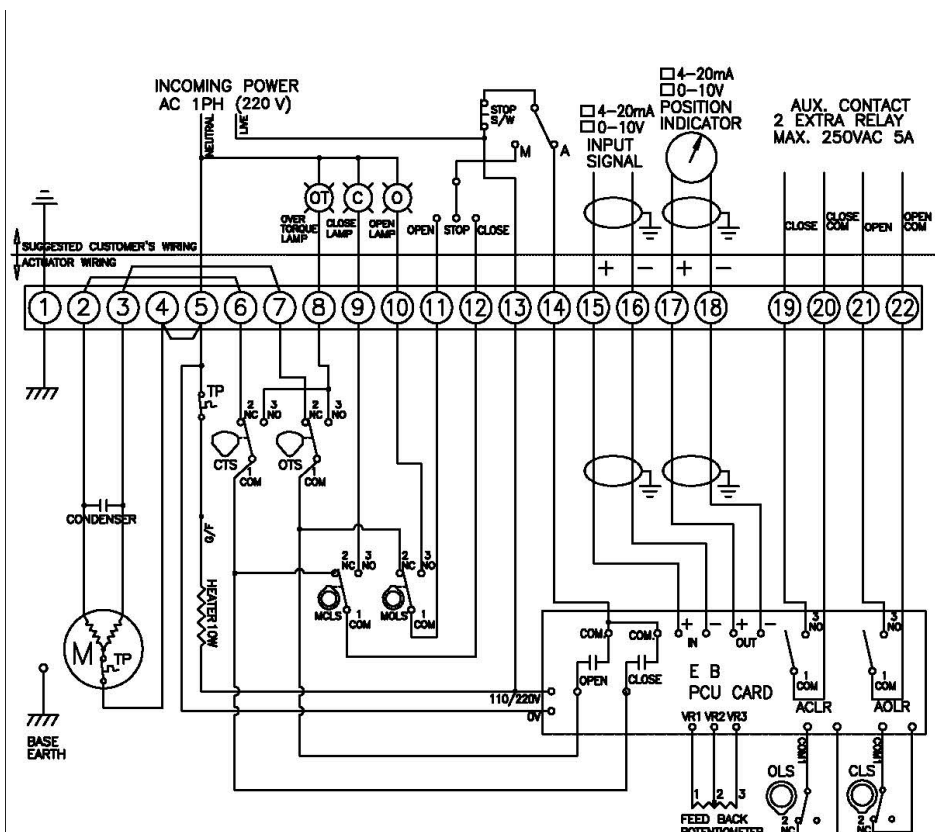 INCOMING POWER
AC 1PH (220 V)
NEUTRAL
LIVE
STOP
S/W
M
A
□4-20mA
□0-10V
INPUT
SIGNAL
□4-20mA
□0-10V
POSITION
INDICATOR
AUX. CONTACT
2 EXTRA RELAY
MAX. 250VAC 5A
OT
C
O
OVER
TORQUE
LAMP
CLOSE
LAMP
OPEN
LAMP
OPEN
STOP
CLOSE
CLOSE
CLOSE
COM
OPEN
OPEN
COM
SUGGESTED CUSTOMER'S WIRING
ACTUATOR WIRING
+ − + −
1 2 3 4 5 6 7 8 9 10 11 12 13 14 15 16 17 18 19 20 21 22
TP
2
NC
3
NO
CTS
1
COM
2
NC
3
NO
OTS
1
COM
CONDENSER
G/F
HEATER10W
2
NC
3
NO
MCLS
1
COM
2
NC
3
NO
MOLS
1
COM
M
TP
BASE
EARTH
110/220V
0V
COM.
OPEN
COM.
CLOSE
+ − + −
IN
OUT
E B
PCU CARD
VR1 VR2 VR3
3
NO
1
COM
ACLR
3
NO
1
COM
AOLR
1 2 3
FEED BACK
POTENTIOMETER
COM1
OLS
2
NC
COM1
CLS
2
NC